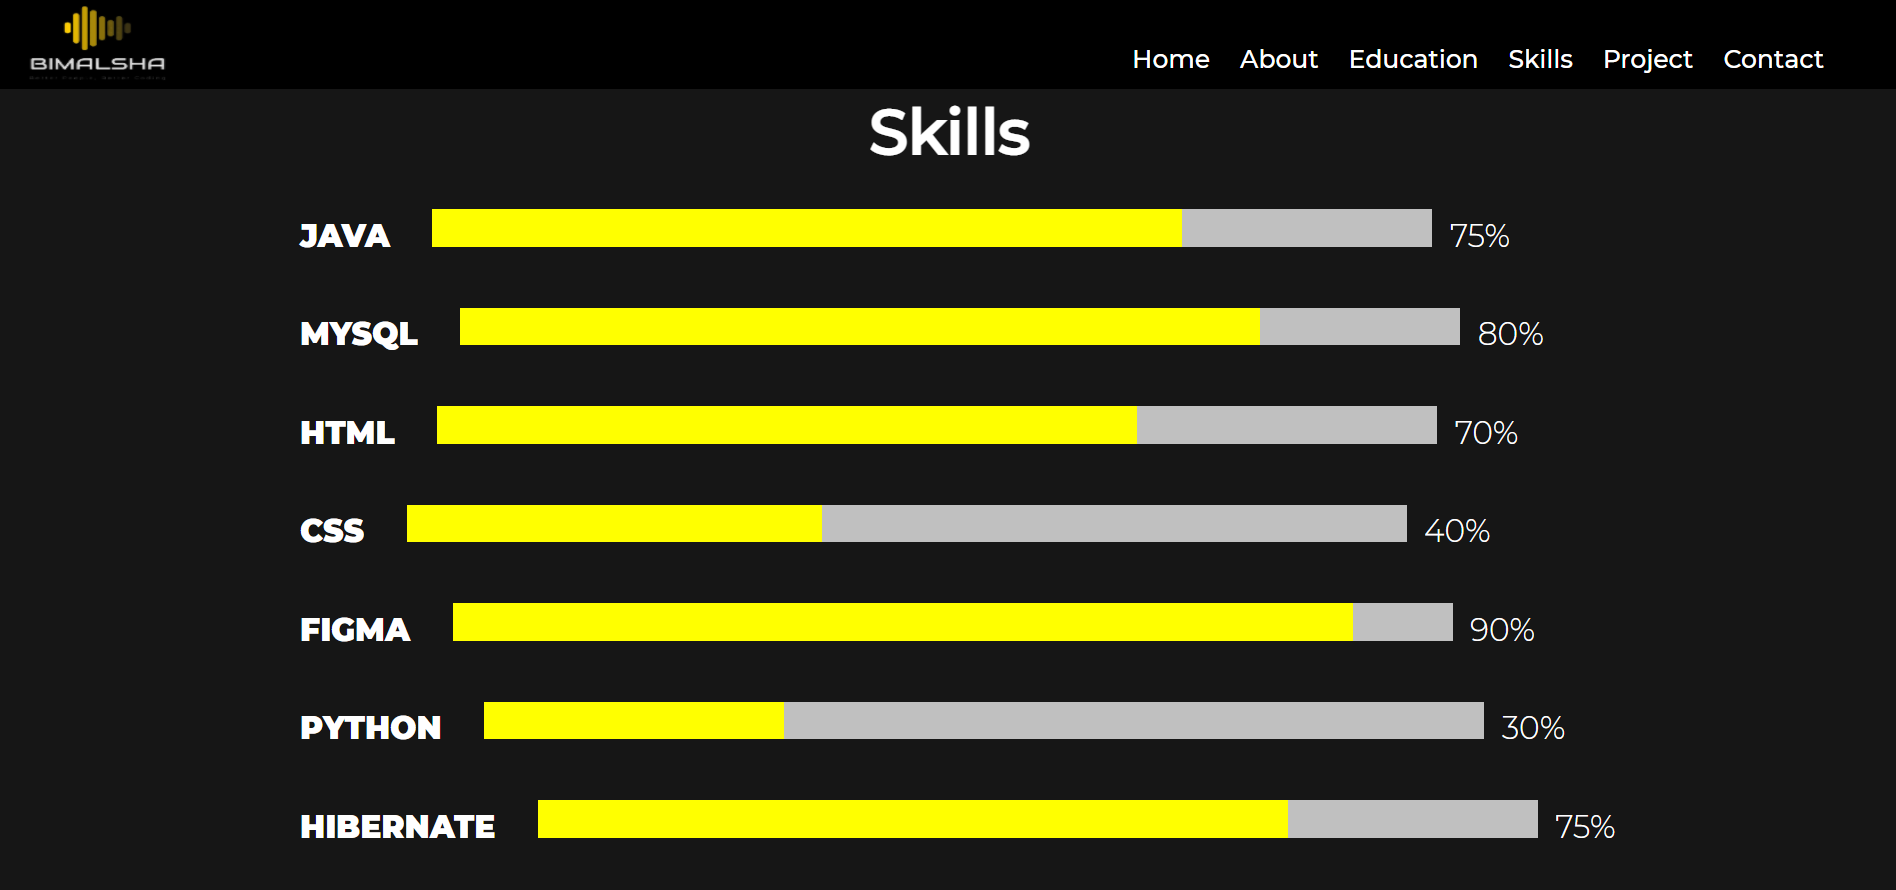 BIMALSHA
Home About Education Skills Project Contact
Skills
JAVA 75%
MYSQL 80%
HTML 70%
CSS 40%
FIGMA 90%
PYTHON 30%
HIBERNATE 75%